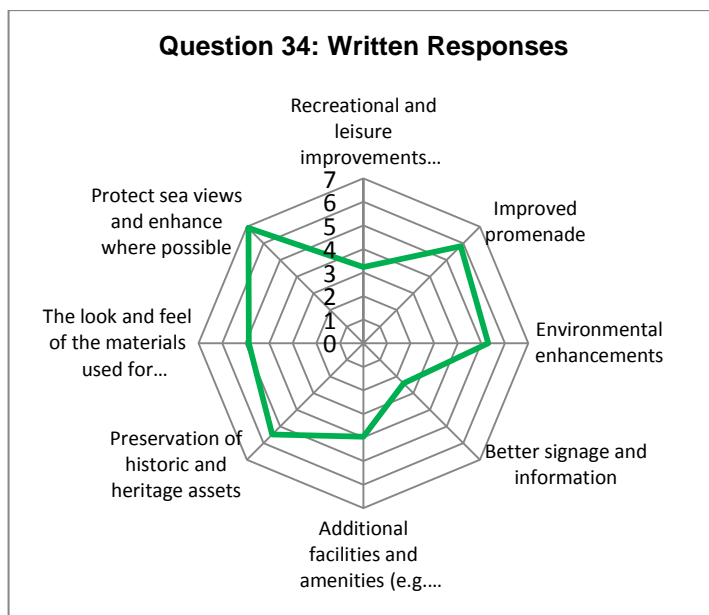 Question 34: Written Responses
Recreational and
leisure
improvements…
Improved
promenade
Environmental
enhancements
Better signage and
information
Additional
facilities and
amenities (e.g.…
Preservation of
historic and
heritage assets
The look and feel
of the materials
used for…
Protect sea views
and enhance
where possible
7
6
5
4
3
2
1
0